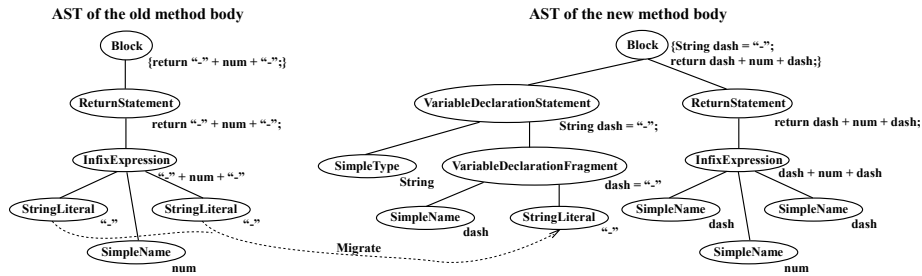 AST of the old method body
AST of the new method body
Block
{return “-” + num + “-”;}
Block
{String dash = “-”;
return dash + num + dash;}
ReturnStatement
return “-” + num + “-”;
VariableDeclarationStatement
String dash = “-”;
ReturnStatement
return dash + num + dash;
InfixExpression
“-” + num + “-”
SimpleType
String
VariableDeclarationFragment
dash = “-”
InfixExpression
dash + num + dash
StringLiteral
“-”
StringLiteral
“-”
SimpleName
dash
StringLiteral
“-”
SimpleName
dash
SimpleName
dash
SimpleName
num
Migrate
SimpleName
num